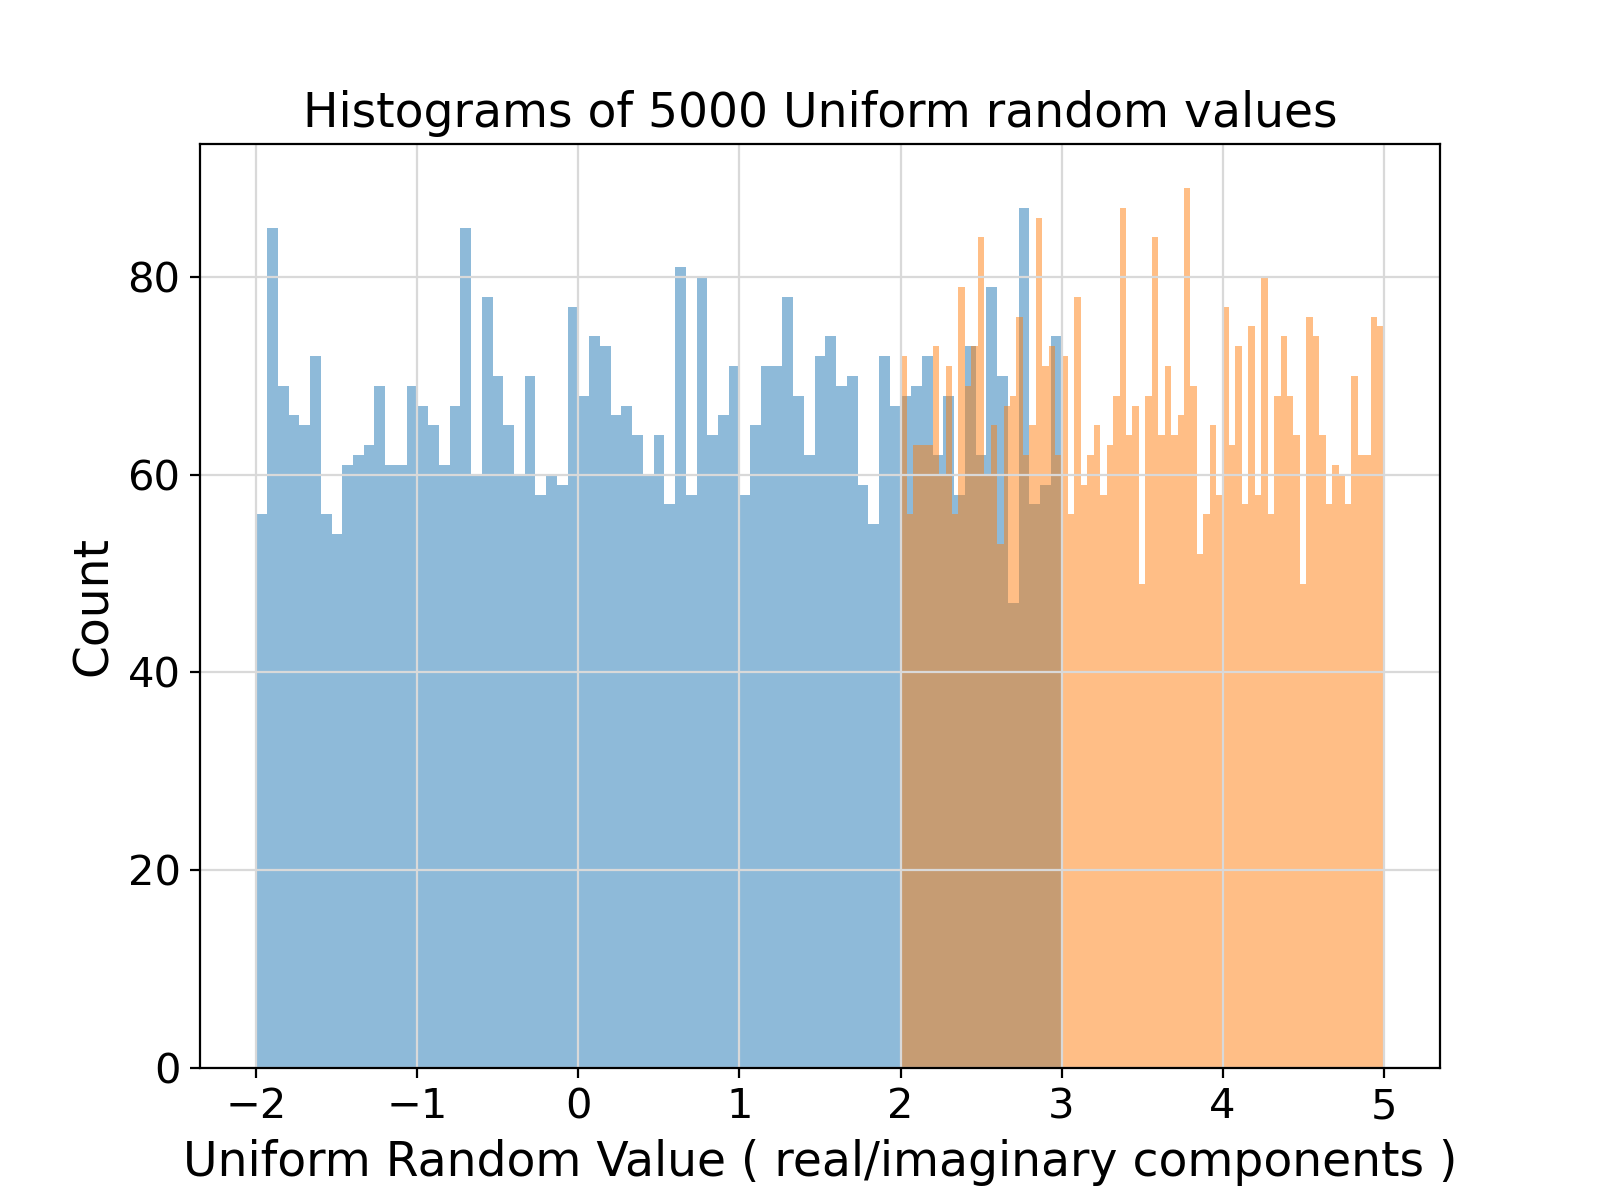 Histograms of 5000 Uniform random values
Count
80
60
40
20
0
−2 −1 0 1 2 3 4 5
Uniform Random Value ( real/imaginary components )